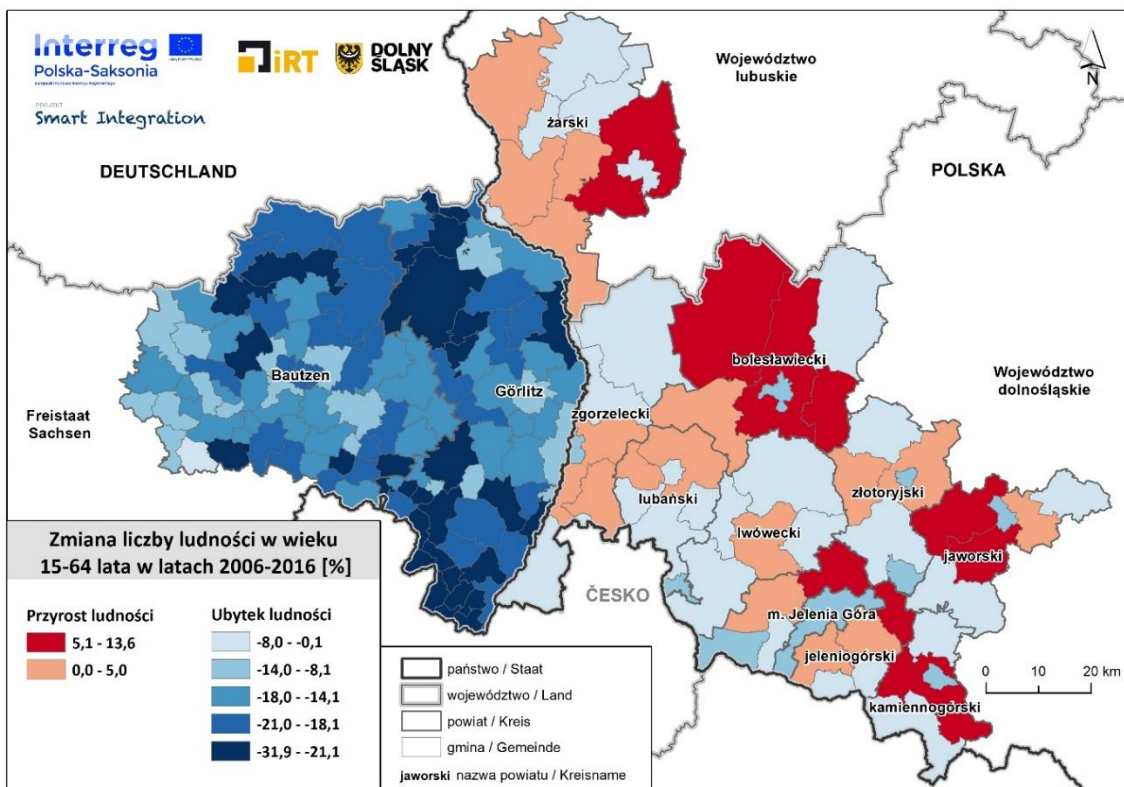 Interreg
Polska-Saksonia
iRT
DOLNY
ŚLĄSK
PROJEKT
Smart Integration
Województwo
lubuskie
N
DEUTSCHLAND
POLSKA
żarski
bolesławiecki
Województwo
dolnośląskie
Bautzen
Görlitz
zgorzelecki
Freistaat
Sachsen
lubański
złotoryjski
lwówecki
jaworski
ČESKO
m. Jelenia Góra
jeleniogórski
kamiennogórski
0 10 20 km
Zmiana liczby ludności w wieku
15-64 lata w latach 2006-2016 [%]
Przyrost ludności
5,1 - 13,6
0,0 - 5,0
Ubytek ludności
-8,0 - -0,1
-14,0 - -8,1
-18,0 - -14,1
-21,0 - -18,1
-31,9 - -21,1
państwo / Staat
województwo / Land
powiat / Kreis
gmina / Gemeinde
jaworski nazwa powiatu / Kreisname